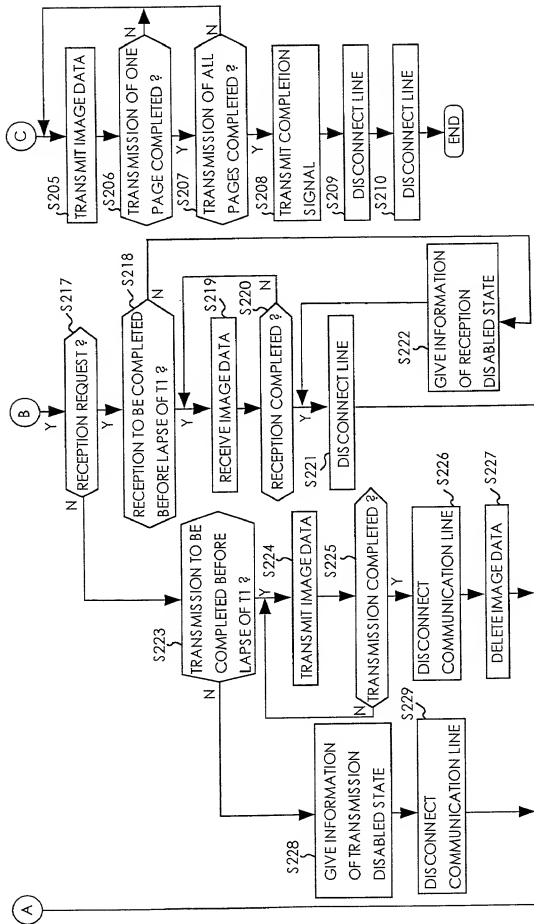 A
B
Y
RECEPTION REQUEST ?
S217
N
Y
RECEPTION TO BE COMPLETED
BEFORE LAPSE OF T1 ?
S218
N
Y
RECEIVE IMAGE DATA
S219
RECEPTION COMPLETED ?
S220
N
Y
S221
DISCONNECT LINE
S222
GIVE INFORMATION
OF RECEPTION
DISABLED STATE
S223
TRANSMISSION TO BE
COMPLETED BEFORE
LAPSE OF T1 ?
N
Y
S224
TRANSMIT IMAGE DATA
S225
TRANSMISSION COMPLETED ?
N
Y
DISCONNECT
COMMUNICATION LINE
S226
DELETE IMAGE DATA
S227
S228
GIVE INFORMATION
OF TRANSMISSION
DISABLED STATE
S229
DISCONNECT
COMMUNICATION LINE
C
S205
TRANSMIT IMAGE DATA
S206
TRANSMISSION OF ONE
PAGE COMPLETED ?
N
Y
S207
TRANSMISSION OF ALL
PAGES COMPLETED ?
N
Y
S208
TRANSMIT COMPLETION
SIGNAL
S209
DISCONNECT LINE
S210
DISCONNECT LINE
END